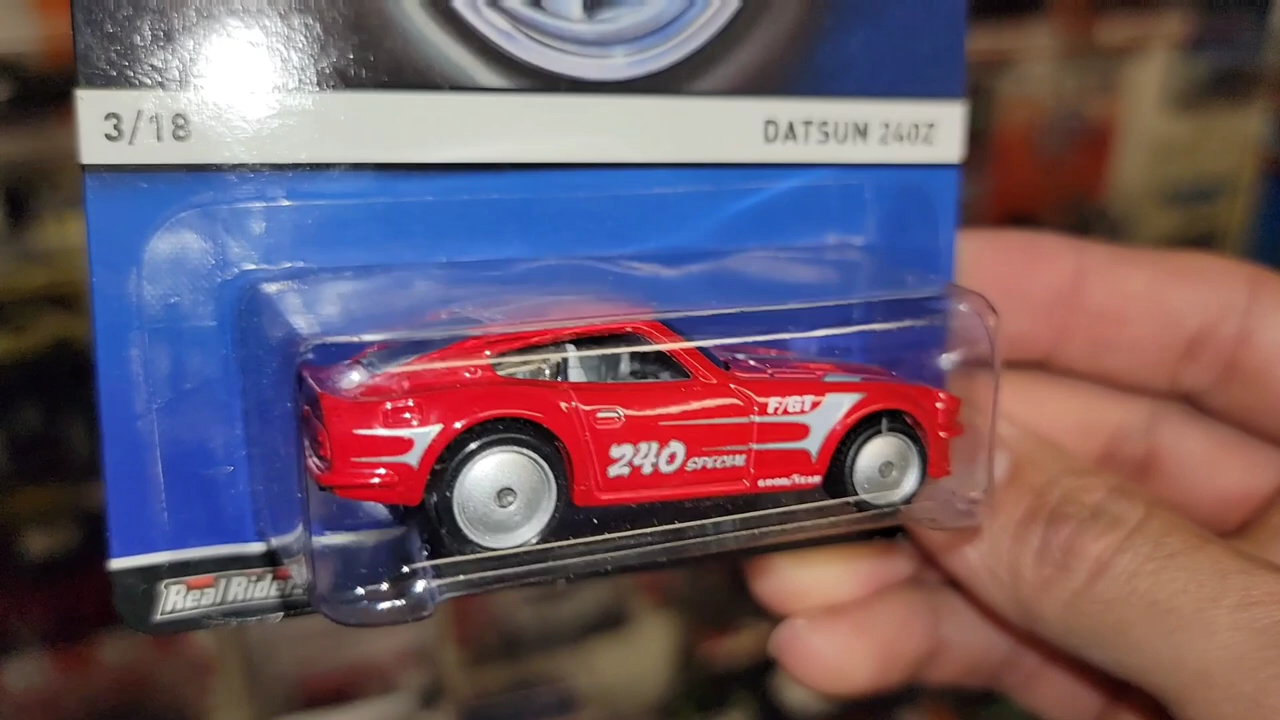 3/18
DATSUN 240Z
F/GT
240 SPECIAL
GOODYEAR
Real Riders